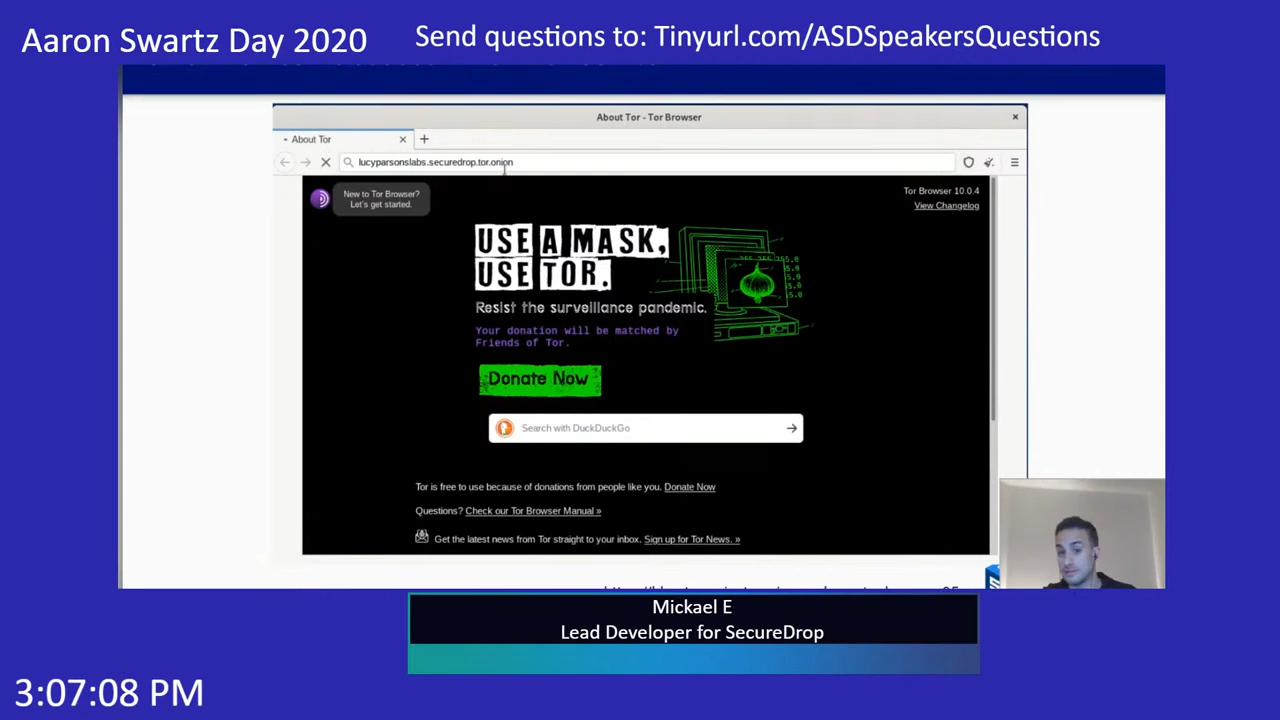 Aaron Swartz Day 2020
Send questions to: Tinyurl.com/ASDSpeakersQuestions
About Tor - Tor Browser
About Tor
lucyparsonslabs.securedrop.tor.onion
New to Tor Browser?
Let's get started.
Tor Browser 10.0.4
View Changelog
USE A MASK,
USE TOR.
Resist the surveillance pandemic.
Your donation will be matched by
Friends of Tor.
Donate Now
Search with DuckDuckGo
Tor is free to use because of donations from people like you. Donate Now
Questions? Check our Tor Browser Manual »
Get the latest news from Tor straight to your inbox. Sign up for Tor News. »
Mickael E
Lead Developer for SecureDrop
3:07:08 PM